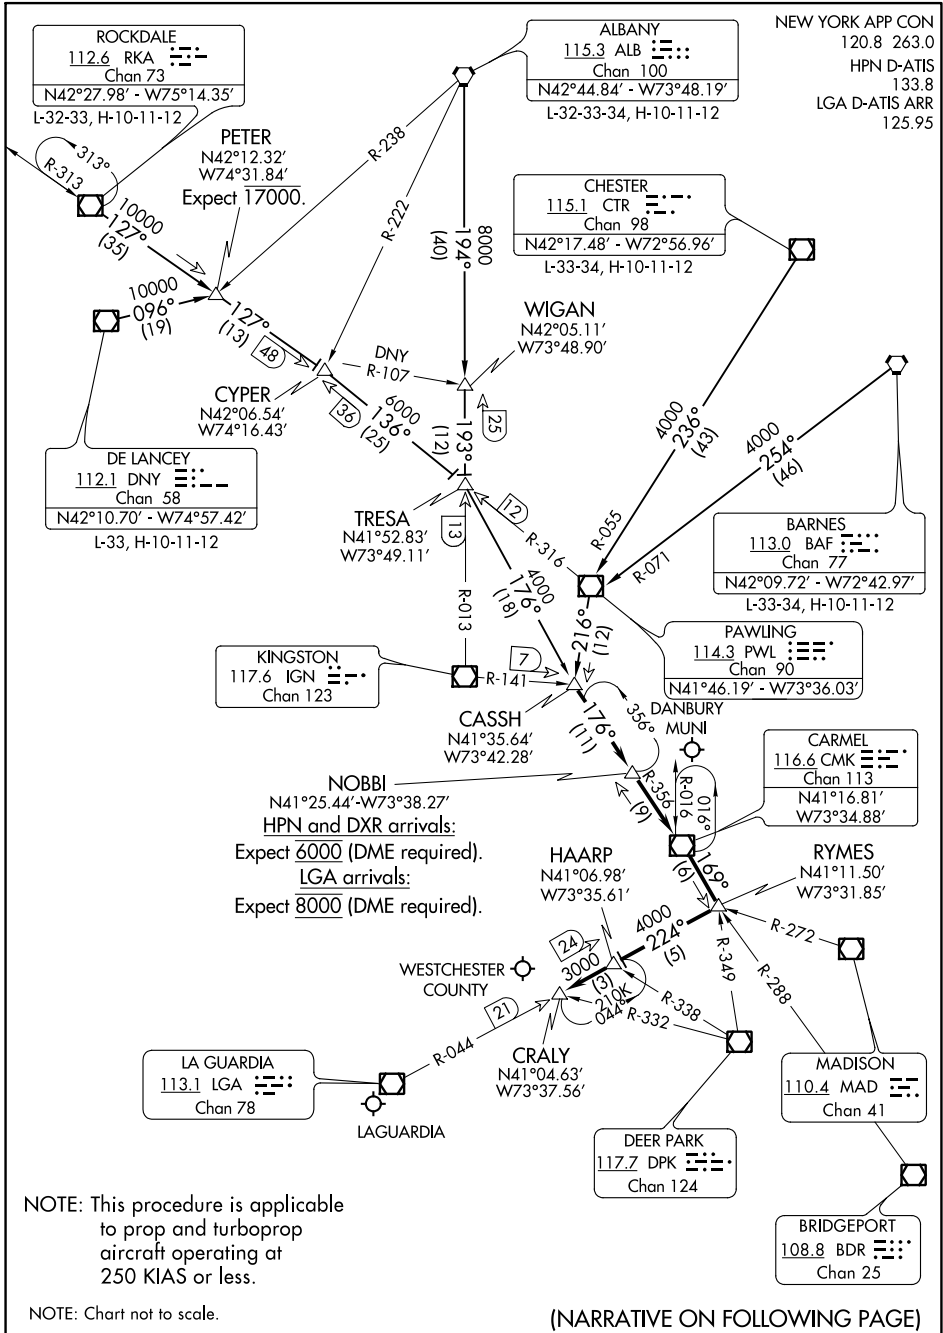 ROCKDALE
112.6 RKA
Chan 73
N42°27.98' - W75°14.35'
L-32-33, H-10-11-12
ALBANY
115.3 ALB
Chan 100
N42°44.84' - W73°48.19'
L-32-33-34, H-10-11-12
NEW YORK APP CON
120.8 263.0
HPN D-ATIS
133.8
LGA D-ATIS ARR
125.95
PETER
N42°12.32'
W74°31.84'
Expect 17000.
R-238
R-222
R-313
313°
10000
127°
(35)
8000
194°
(40)
CHESTER
115.1 CTR
Chan 98
N42°17.48' - W72°56.96'
L-33-34, H-10-11-12
10000
096°
(19)
127°
(13)
48
DNY
R-107
WIGAN
N42°05.11'
W73°48.90'
CYPER
N42°06.54'
W74°16.43'
36
6000
136°
(25)
193°
(12)
25
4000
236°
(43)
4000
254°
(46)
DE LANCEY
112.1 DNY
Chan 58
N42°10.70' - W74°57.42'
L-33, H-10-11-12
TRESA
N41°52.83'
W73°49.11'
13
12
R-316
R-055
R-071
BARNES
113.0 BAF
Chan 77
N42°09.72' - W72°42.97'
L-33-34, H-10-11-12
R-013
4000
176°
(18)
216°
(12)
PAWLING
114.3 PWL
Chan 90
N41°46.19' - W73°36.03'
KINGSTON
117.6 IGN
Chan 123
R-141
7
CASSH
N41°35.64'
W73°42.28'
176°
(11)
356°
DANBURY
MUNI
CARMEL
116.6 CMK
Chan 113
N41°16.81'
W73°34.88'
NOBBI
N41°25.44'-W73°38.27'
HPN and DXR arrivals:
Expect 6000 (DME required).
LGA arrivals:
Expect 8000 (DME required).
R-356
(9)
R-016
016°
169°
(6)
HAARP
N41°06.98'
W73°35.61'
RYMES
N41°11.50'
W73°31.85'
4000
224°
(5)
R-272
R-349
R-288
WESTCHESTER
COUNTY
24
3000
(3)
210K
044°
R-338
R-332
21
R-044
CRALY
N41°04.63'
W73°37.56'
LA GUARDIA
113.1 LGA
Chan 78
LAGUARDIA
MADISON
110.4 MAD
Chan 41
DEER PARK
117.7 DPK
Chan 124
BRIDGEPORT
108.8 BDR
Chan 25
NOTE: This procedure is applicable
to prop and turboprop
aircraft operating at
250 KIAS or less.
NOTE: Chart not to scale.
(NARRATIVE ON FOLLOWING PAGE)